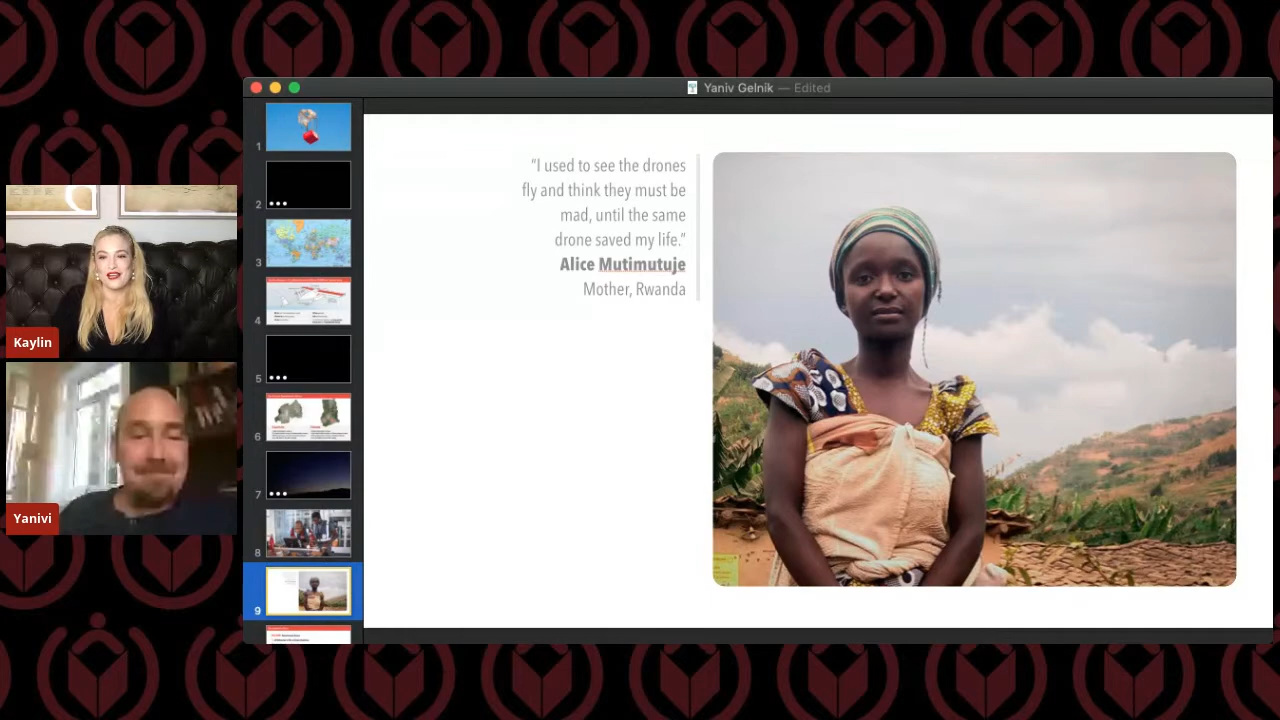 Yaniv Gelnik — Edited
1
2
3
4
5
6
7
8
9
“I used to see the drones
fly and think they must be
mad, until the same
drone saved my life.”
Alice Mutimutuje
Mother, Rwanda
Kaylin
Yanivi